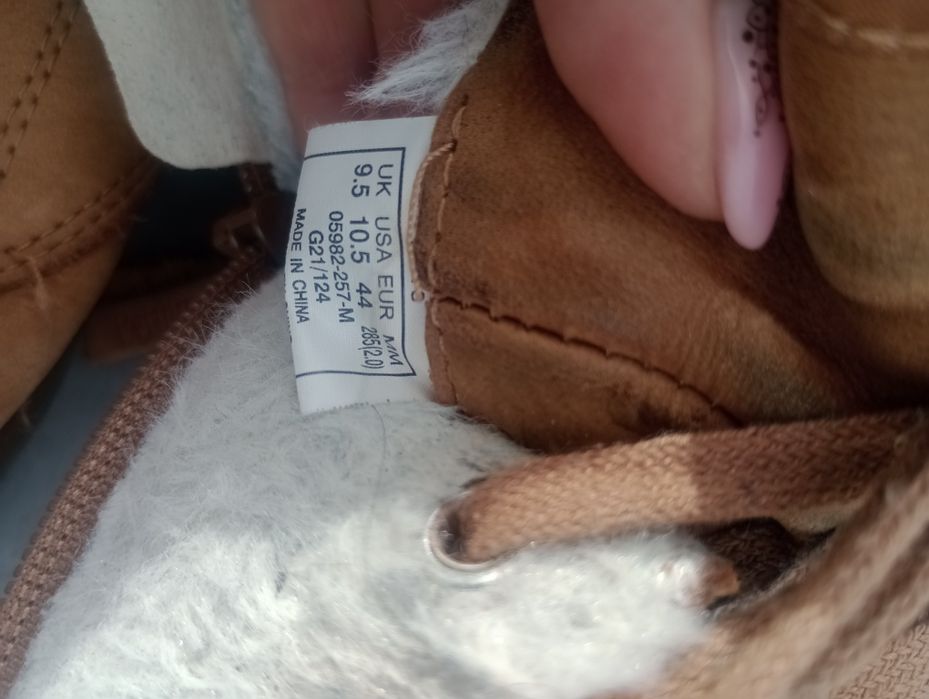 UK USA EUR MM
9.5 10.5 44 285(2.0)
05982-257-M
G21/124
MADE IN CHINA